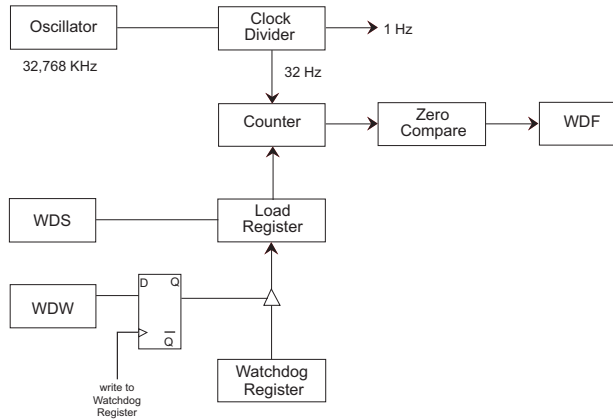 Oscillator
Clock
Divider
1 Hz
32,768 KHz
32 Hz
Counter
Zero
Compare
WDF
WDS
Load
Register
D Q
WDW
Q
write to
Watchdog
Register
Watchdog
Register